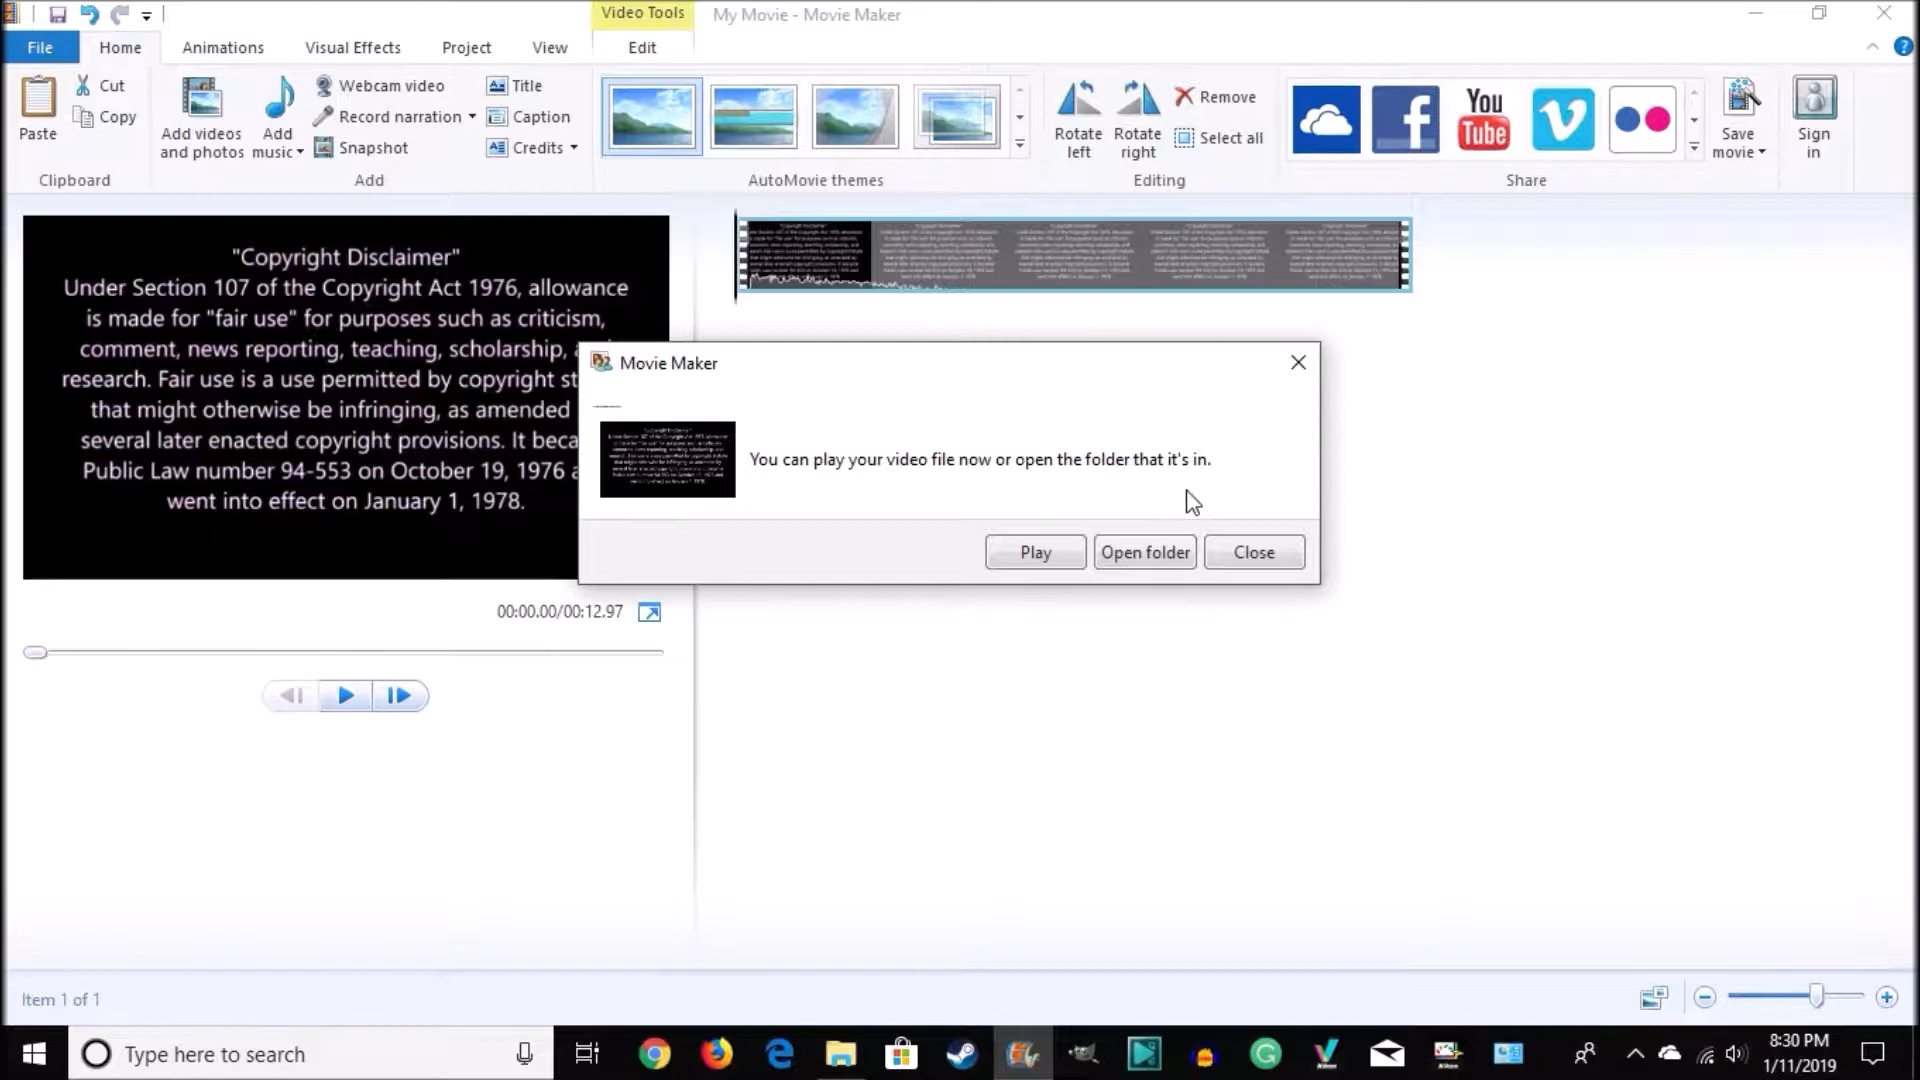 Video Tools
My Movie - Movie Maker
File
Home
Animations
Visual Effects
Project
View
Edit
Paste
Cut
Copy
Clipboard
Add videos
and photos
Add
music
Webcam video
Record narration
Snapshot
Title
Caption
Credits
Add
AutoMovie themes
Rotate
left
Rotate
right
Remove
Select all
Editing
You
Tube
Share
Save
movie
Sign
in
"Copyright Disclaimer"
Under Section 107 of the Copyright Act 1976, allowance
is made for "fair use" for purposes such as criticism,
comment, news reporting, teaching, scholarship,
research. Fair use is a use permitted by copyright
that might otherwise be infringing, as amended
several later enacted copyright provisions. It
Public Law number 94-553 on October 19, 1976
went into effect on January 1, 1978.
Movie Maker
You can play your video file now or open the folder that it's in.
Play
Open folder
Close
00:00.00/00:12.97
Item 1 of 1
Type here to search
8:30 PM
1/11/2019